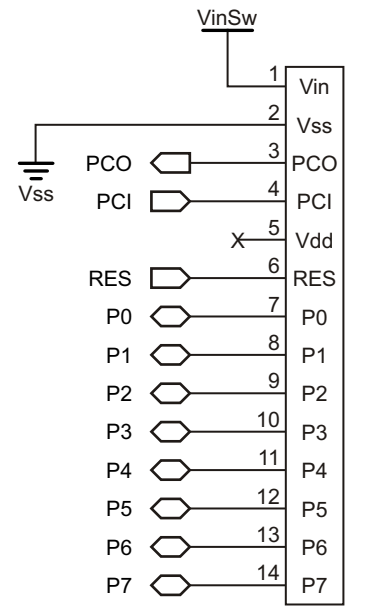 VinSw
1 Vin
2 Vss
Vss
PCO 3 PCO
PCI 4 PCI
X 5 Vdd
RES 6 RES
P0 7 P0
P1 8 P1
P2 9 P2
P3 10 P3
P4 11 P4
P5 12 P5
P6 13 P6
P7 14 P7